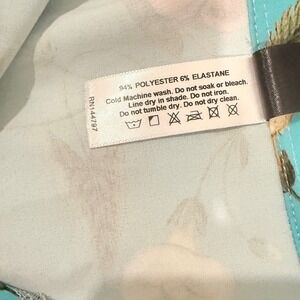 94% POLYESTER 6% ELASTANE
Cold Machine wash. Do not soak or bleach.
Line dry in shade. Do not iron.
Do not tumble dry. Do not dry clean.
RN144797